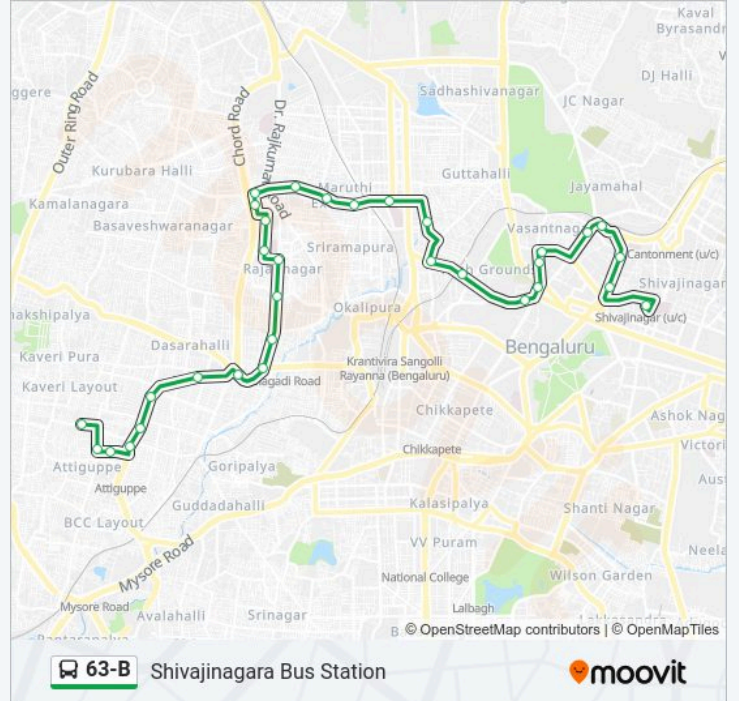 Kaval
Byrasandr
DJ Halli
ggere
Outer Ring Road
Chord Road
Dr. Rajkumar Road
Sadhashivanagar
JC Nagar
Kurubara Halli
Guttahalli
Maruthi
Jayamahal
Kamalanagara
Basaveshwaranagar
Vasantnagar
Sriramapura
Cantonment (u/c)
Rajajinagar
h Ground
Shivajinagar
Okalipura
Shivajinagar (u/c)
akshipalya
Dasarahalli
Bengaluru
Kaveri Pura
Krantivira Sangolli
Rayanna (Bengaluru)
Kaveri Layout
agadi Road
Chikkapete
Ashok Nag
Chikkapete
Victori
Attiguppe
Goripalya
Aust
Attiguppe
Guddadahalli
Kalasipalya
Shanti Nagar
BCC Layout
VV Puram
Neela
Mysore Road
National College
Wilson Garden
Mysore Road
Avalahalli
Srinagar
Lalbagh
Pantarapalya
B
© OpenStreetMap contributors | © OpenMapTiles
63-B Shivajinagara Bus Station
moovit